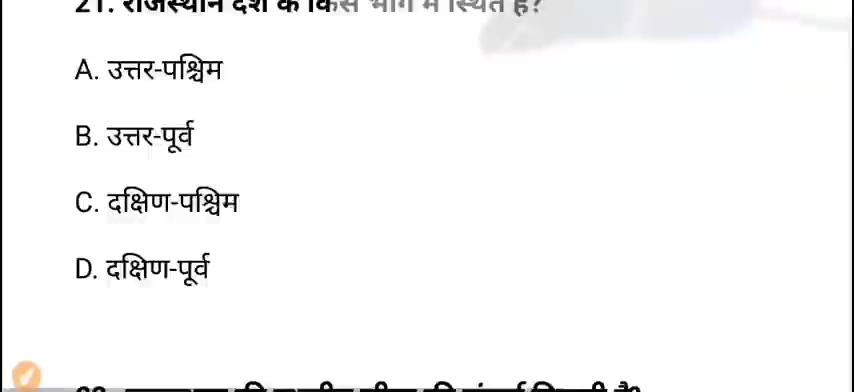 21. राजस्थान देश के किस भाग में स्थित है?
A. उत्तर-पश्चिम
B. उत्तर-पूर्व
C. दक्षिण-पश्चिम
D. दक्षिण-पूर्व